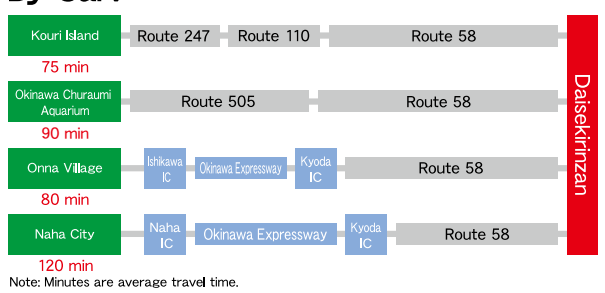 By Car:
Kouri Island
Route 247
Route 110
Route 58
75 min
Okinawa Churaumi
Aquarium
Route 505
Route 58
90 min
Onna Village
Ishikawa
IC
Okinawa Expressway
Kyoda
IC
Route 58
80 min
Naha City
Naha
IC
Okinawa Expressway
Kyoda
IC
Route 58
120 min
Daisekirinzan
Note: Minutes are average travel time.